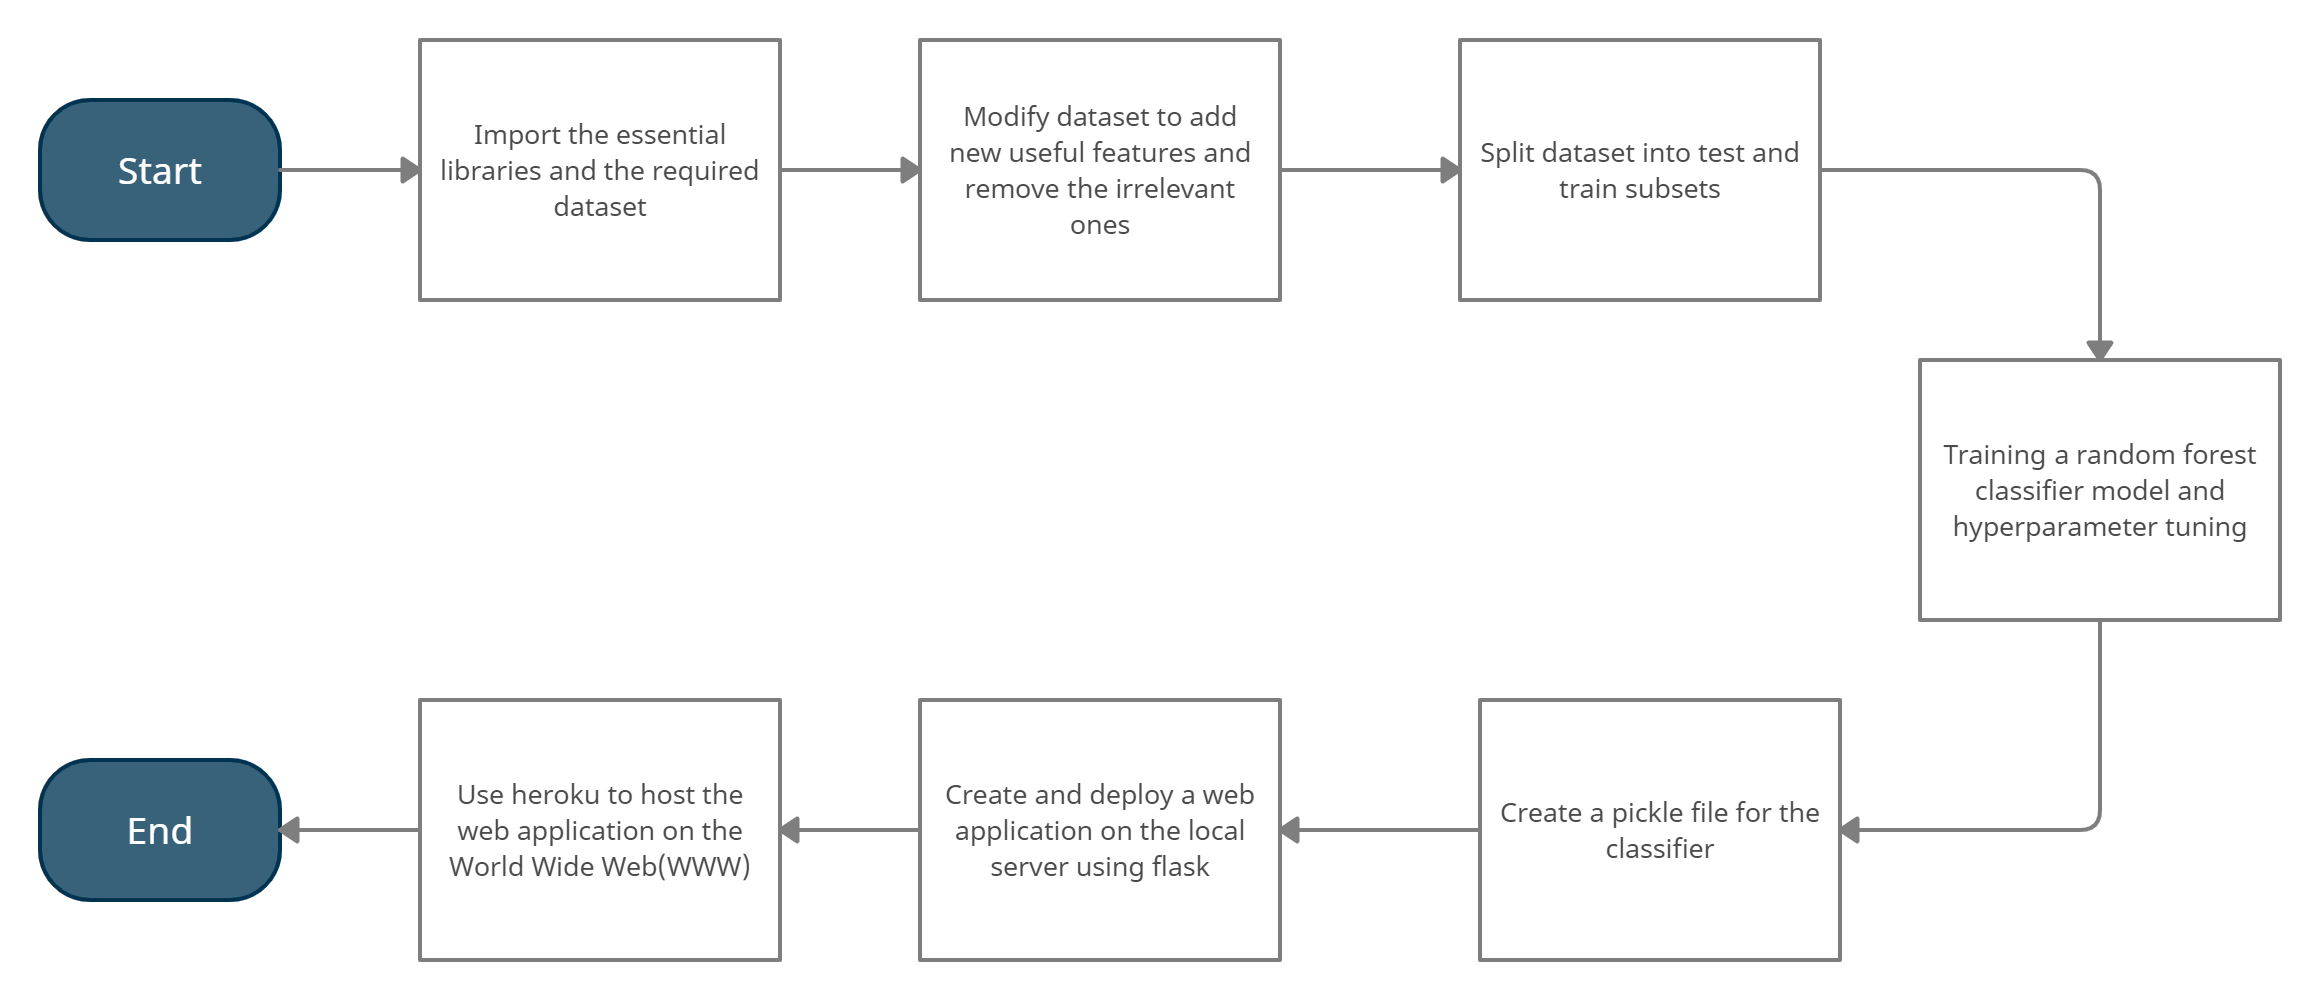 Start
Import the essential
libraries and the required
dataset
Modify dataset to add
new useful features and
remove the irrelevant
ones
Split dataset into test and
train subsets
Training a random forest
classifier model and
hyperparameter tuning
Create a pickle file for the
classifier
Create and deploy a web
application on the local
server using flask
Use heroku to host the
web application on the
World Wide Web(WWW)
End